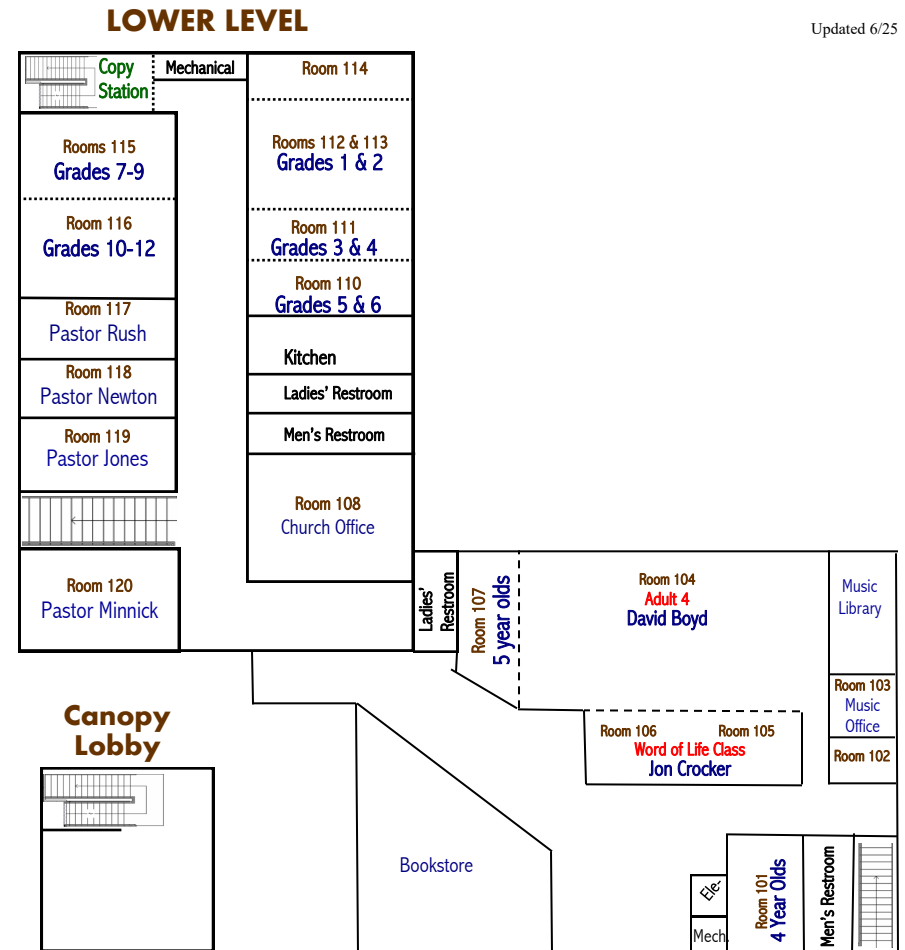 LOWER LEVEL
Updated 6/25
Copy
Station
Mechanical
Room 114
Rooms 115
Grades 7-9
Rooms 112 & 113
Grades 1 & 2
Room 116
Grades 10-12
Room 111
Grades 3 & 4
Room 110
Grades 5 & 6
Room 117
Pastor Rush
Kitchen
Room 118
Pastor Newton
Ladies’ Restroom
Room 119
Pastor Jones
Men’s Restroom
Room 108
Church Office
Room 120
Pastor Minnick
Ladies’
Restroom
Room 107
5 year olds
Room 104
Adult 4
David Boyd
Music
Library
Room 103
Music
Office
Room 102
Room 106
Room 105
Word of Life Class
Jon Crocker
Canopy
Lobby
Bookstore
Ele-
Mech.
Room 101
4 Year Olds
Men’s Restroom